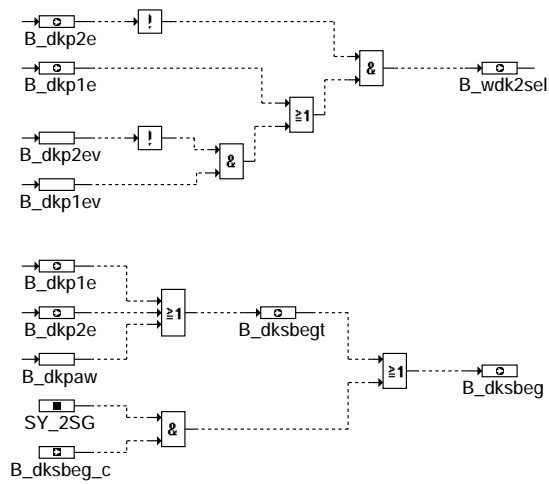 B_dkp2e
!
B_dkp1e
&
B_wdk2sel
≧1
B_dkp2ev
!
&
B_dkp1ev
B_dkp1e
B_dkp2e
≧1
B_dksbegt
B_dkpaw
≧1
B_dksbeg
SY_2SG
&
B_dksbeg_c